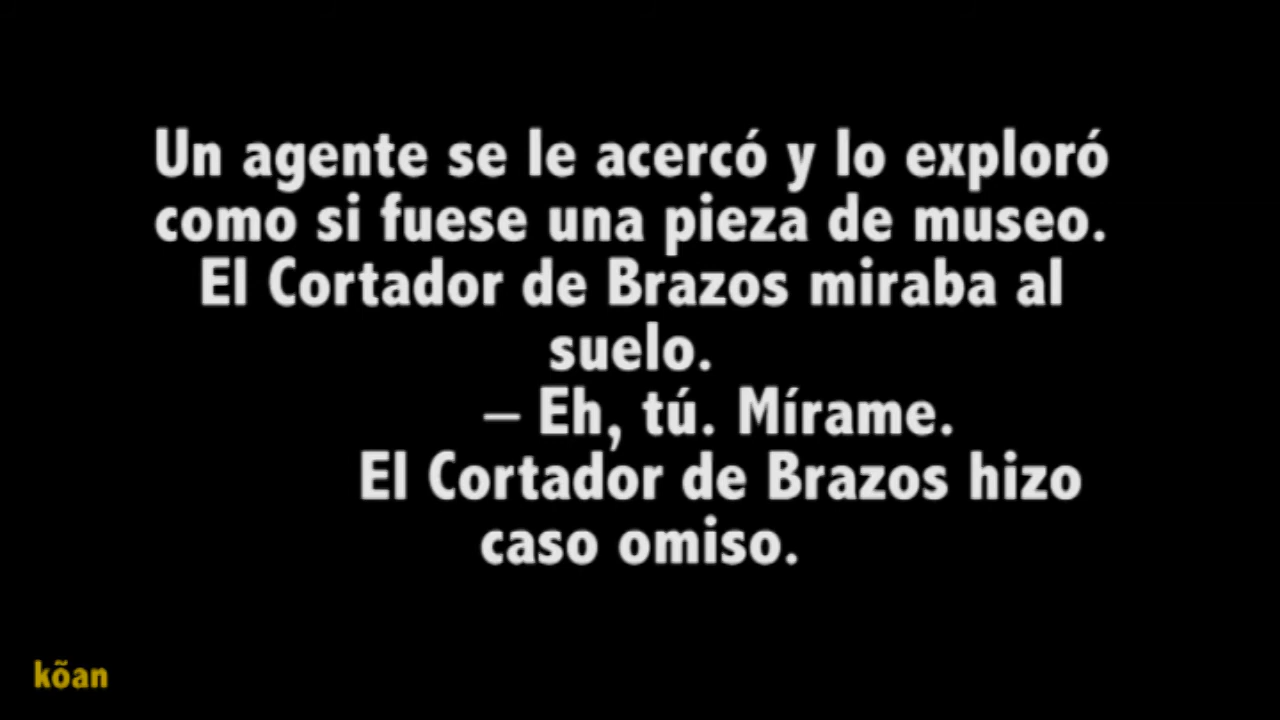 Un agente se le acercó y lo exploró
como si fuese una pieza de museo.
El Cortador de Brazos miraba al
suelo.
– Eh, tú. Mírame.
El Cortador de Brazos hizo
caso omiso.
kõan